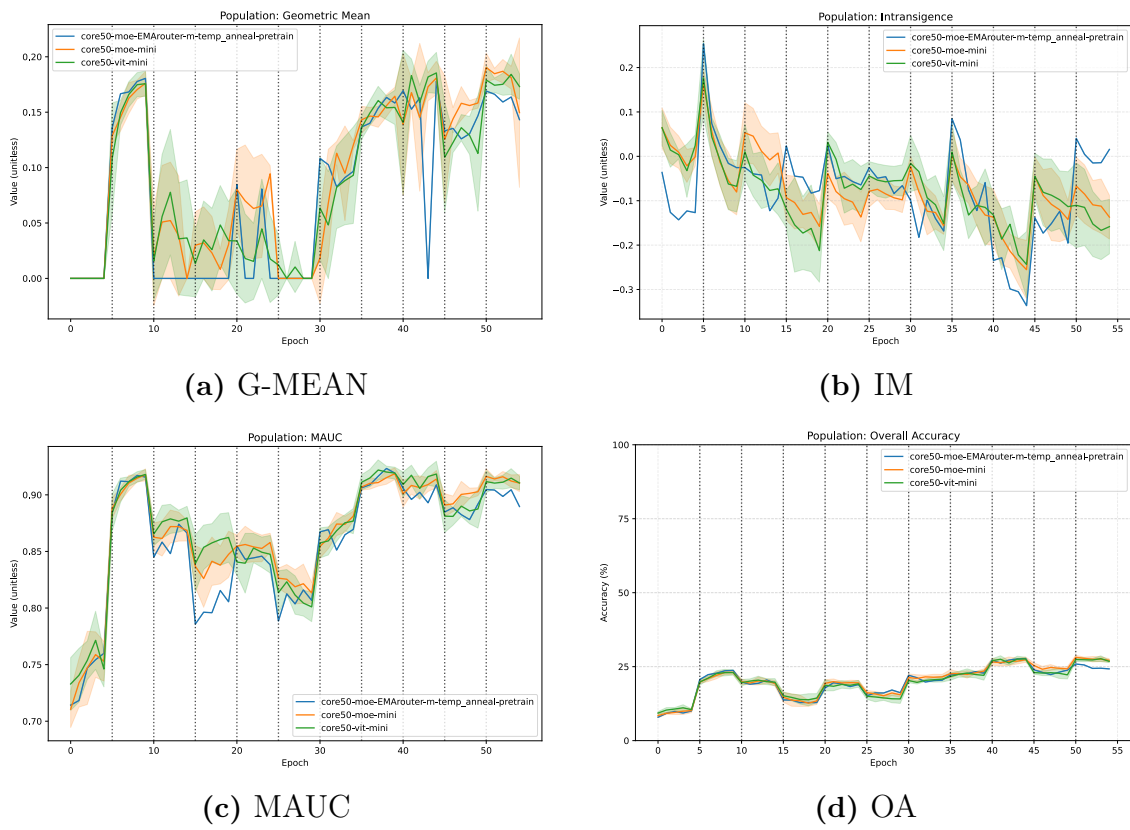 Population: Geometric Mean
core50-moe-EMArouter-m-temp_anneal-pretrain
core50-moe-mini
core50-vit-mini
Value (unitless)
0.20
0.15
0.10
0.05
0.00
0 10 20 30 40 50
Epoch
(a) G-MEAN
Population: Intransigence
core50-moe-EMArouter-m-temp_anneal-pretrain
core50-moe-mini
core50-vit-mini
Value (unitless)
0.2
0.1
0.0
−0.1
−0.2
−0.3
0 5 10 15 20 25 30 35 40 45 50 55
Epoch
(b) IM
Population: MAUC
Value (unitless)
0.90
0.85
0.80
0.75
0.70
core50-moe-EMArouter-m-temp_anneal-pretrain
core50-moe-mini
core50-vit-mini
0 10 20 30 40 50
Epoch
(c) MAUC
Population: Overall Accuracy
core50-moe-EMArouter-m-temp_anneal-pretrain
core50-moe-mini
core50-vit-mini
Accuracy (%)
100
75
50
25
0
0 5 10 15 20 25 30 35 40 45 50 55
Epoch
(d) OA